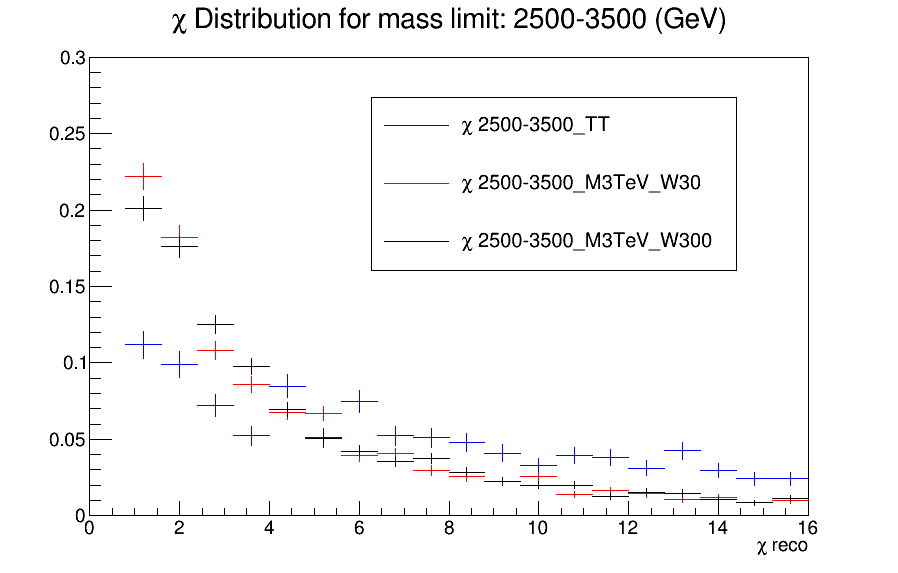 χ Distribution for mass limit: 2500-3500 (GeV)
0.3
0.25
0.2
0.15
0.1
0.05
0
χ 2500-3500_TT
χ 2500-3500_M3TeV_W30
χ 2500-3500_M3TeV_W300
0 2 4 6 8 10 12 14 16
χ reco